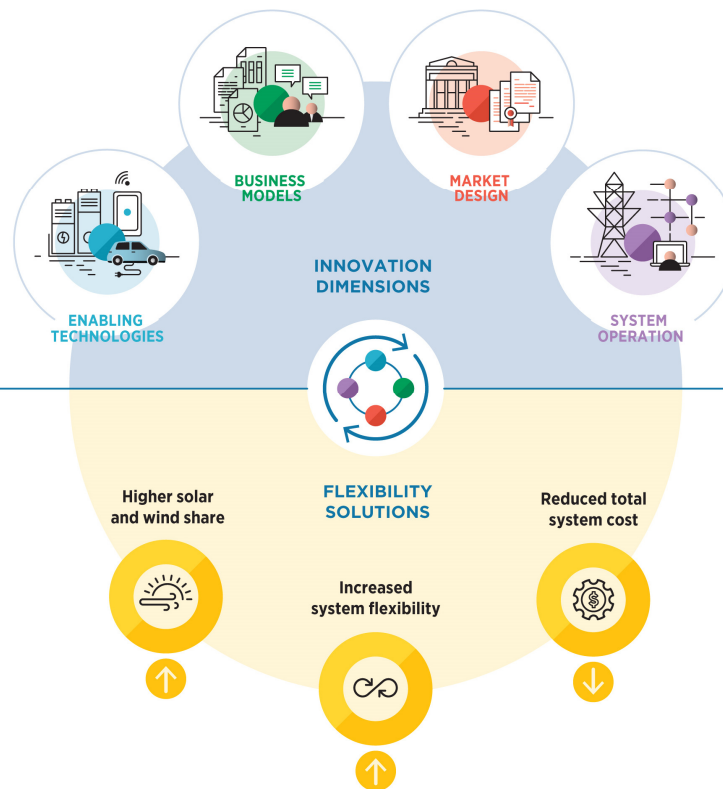 BUSINESS
MODELS
MARKET
DESIGN
ENABLING
TECHNOLOGIES
SYSTEM
OPERATION
INNOVATION
DIMENSIONS
FLEXIBILITY
SOLUTIONS
Higher solar
and wind share
Increased
system flexibility
Reduced total
system cost
$